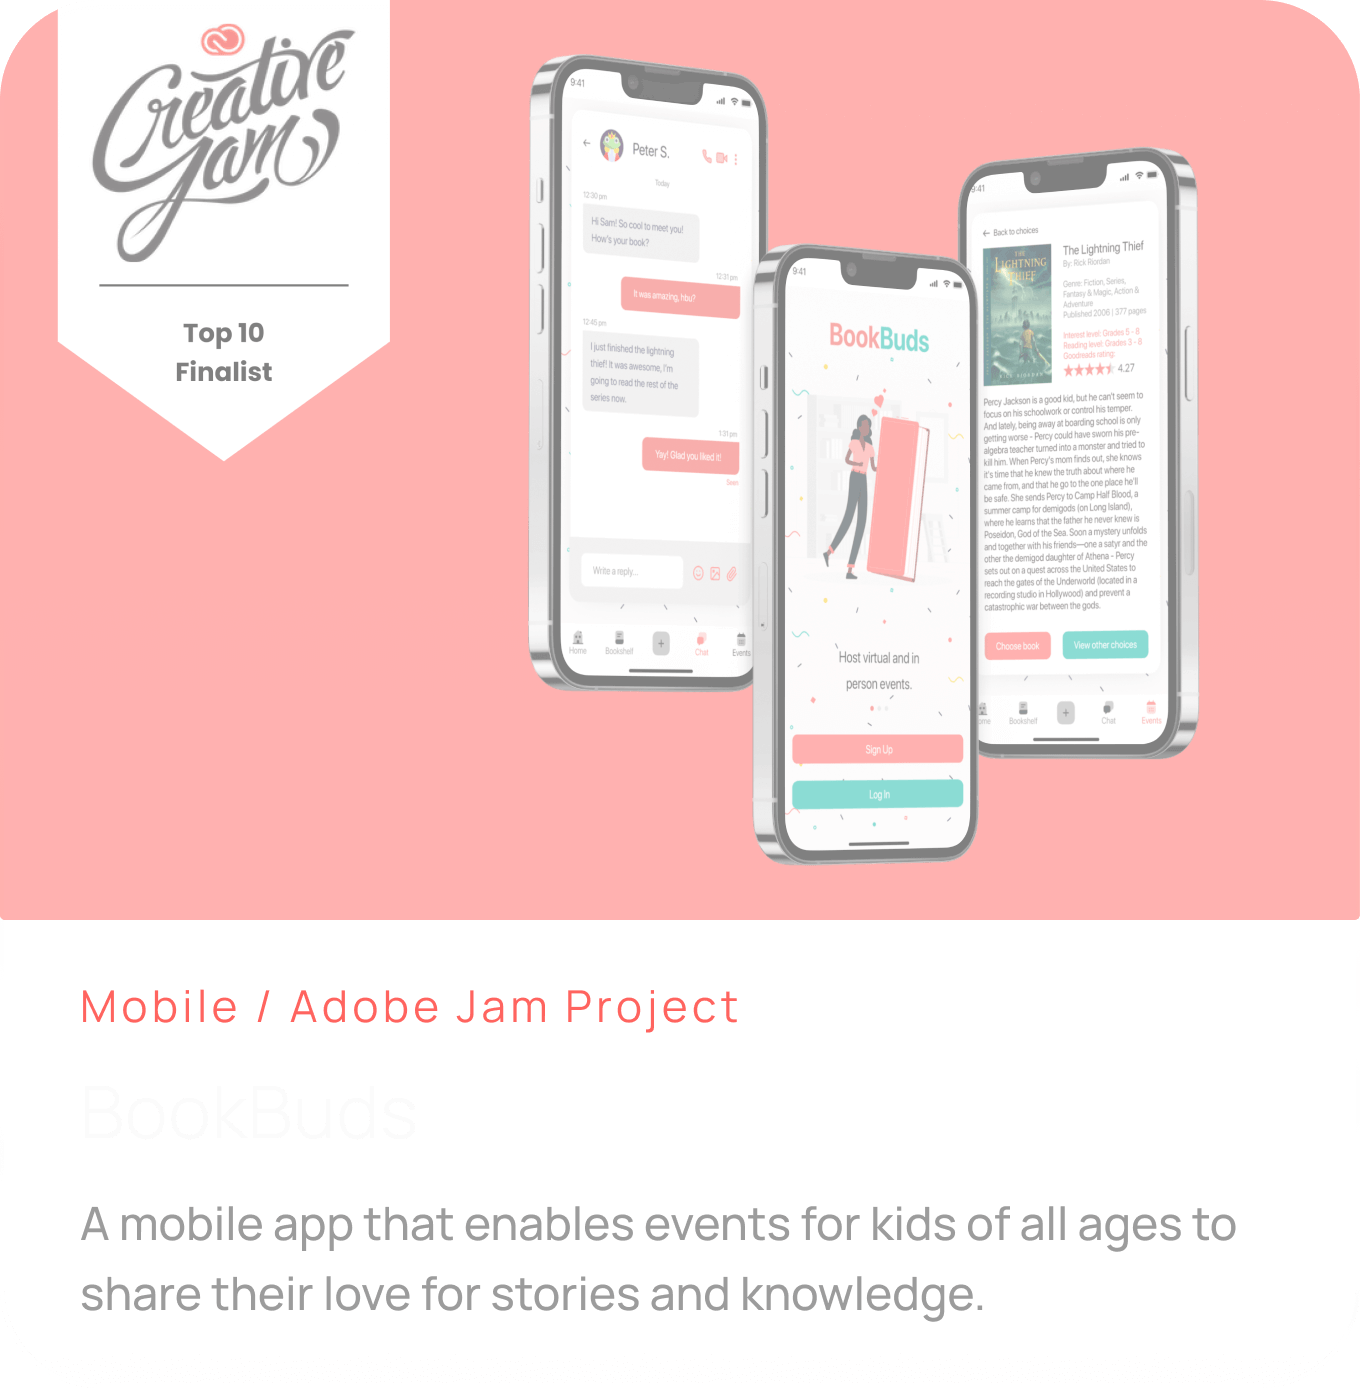 Creative
Jam
Top 10
Finalist
9:41
Peter S.
Today
12:30 pm
Hi Sam! So cool to meet you!
How's your book?
12:31 pm
It was amazing, hbu?
12:45 pm
I just finished the lightning
thief! It was awesome, I'm
going to read the rest of the
series now.
1:31 pm
Yay! Glad you liked it!
Seen
Write a reply...
Home
Bookshelf
+
Chat
Events
9:41
BookBuds
Host virtual and in
person events.
Sign Up
Log In
9:41
Back to choices
THE
LIGHTNING
THIEF
RICK RIORDAN
The Lightning Thief
By: Rick Riordan
Genre: Fiction, Series,
Fantasy & Magic, Action &
Adventure
Published 2006 | 377 pages
Interest level: Grades 5 - 8
Reading level: Grades 3 - 8
Goodreads rating:
4.27
Percy Jackson is a good kid, but he can't seem to
focus on his schoolwork or control his temper.
And lately, being away at boarding school is only
getting worse - Percy could have sworn his pre-
algebra teacher turned into a monster and tried to
kill him. When Percy's mom finds out, she knows
it's time that he knew the truth about where he
came from, and that he go to the one place he'll
be safe. She sends Percy to Camp Half Blood, a
summer camp for demigods (on Long Island),
where he learns that the father he never knew is
Poseidon, God of the Sea. Soon a mystery unfolds
and together with his friends—one a satyr and the
other the demigod daughter of Athena - Percy
sets out on a quest across the United States to
reach the gates of the Underworld (located in a
recording studio in Hollywood) and prevent a
catastrophic war between the gods.
Choose book
View other choices
ome
Bookshelf
+
Chat
Events
Mobile / Adobe Jam Project
BookBuds
A mobile app that enables events for kids of all ages to
share their love for stories and knowledge.